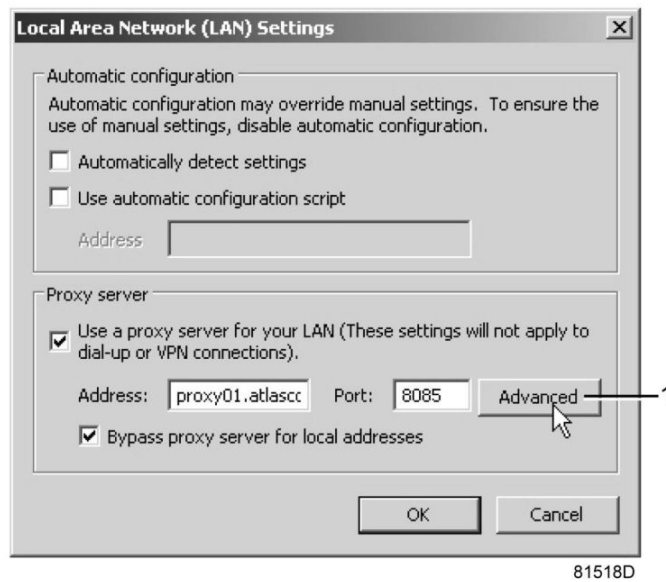 Local Area Network (LAN) Settings
Automatic configuration
Automatic configuration may override manual settings. To ensure the
use of manual settings, disable automatic configuration.
Automatically detect settings
Use automatic configuration script
Address
Proxy server
Use a proxy server for your LAN (These settings will not apply to
dial-up or VPN connections).
Address: proxy01.atlascc Port: 8085 Advanced 1
Bypass proxy server for local addresses
OK Cancel
81518D